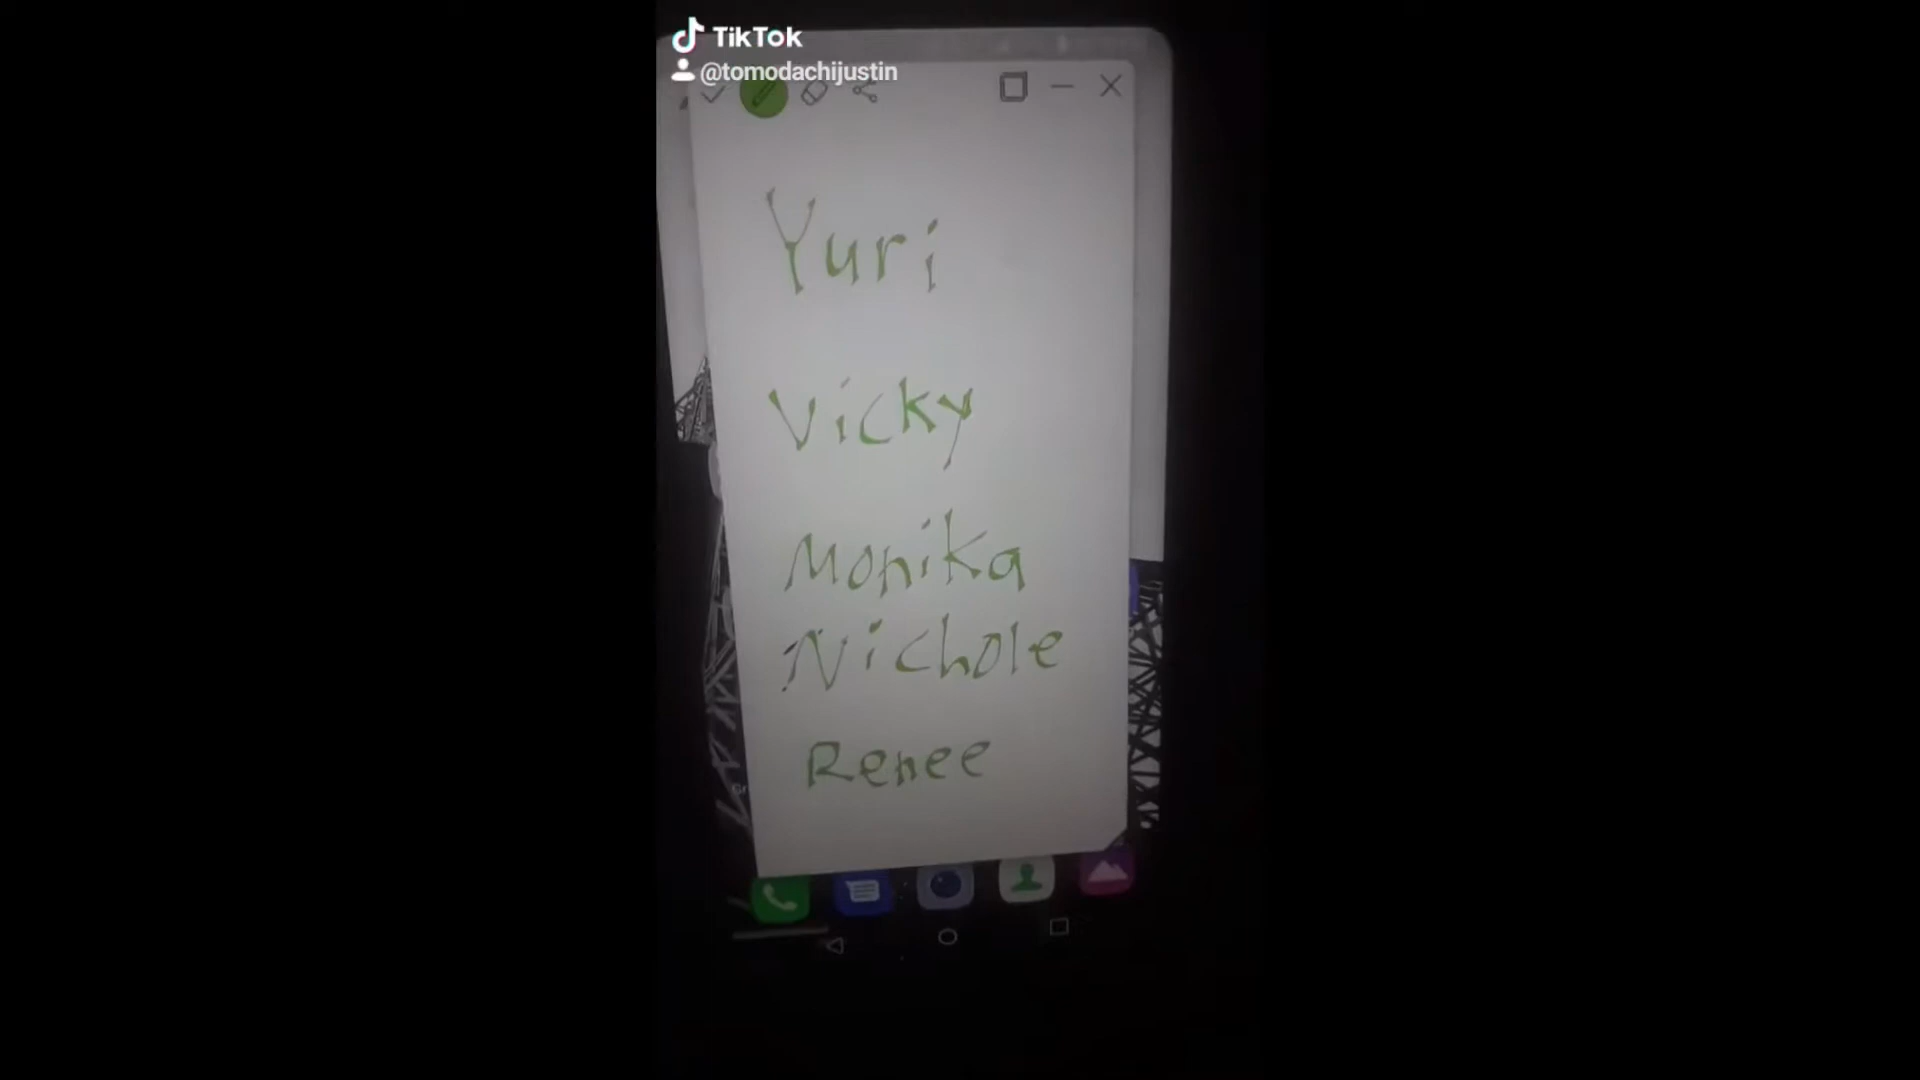 TikTok
@tomodachijustin
Yuri
Vicky
Monika
Nichole
Renee